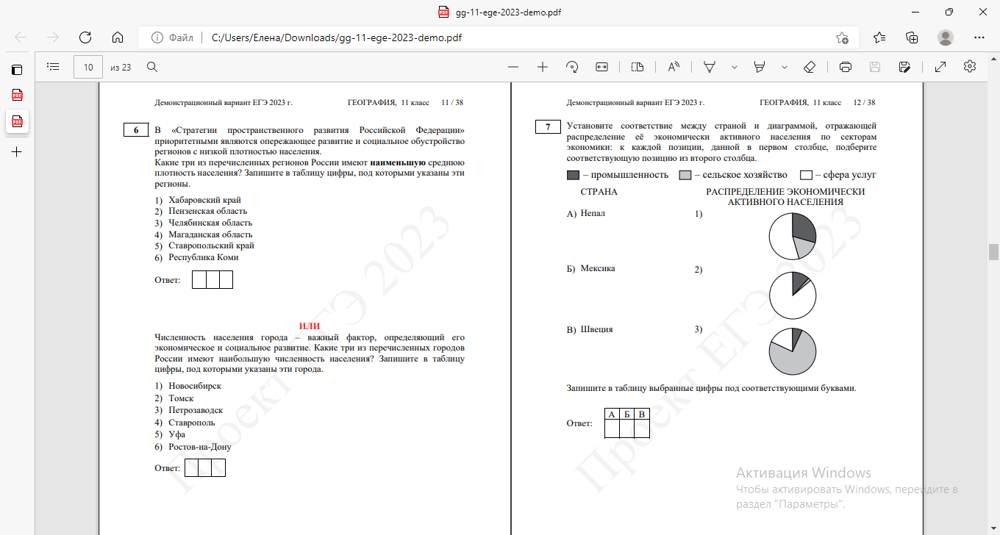 gg-11-ege-2023-demo.pdf
Файл C:/Users/Елена/Downloads/gg-11-ege-2023-demo.pdf
10 из 23
Демонстрационный вариант ЕГЭ 2023 г. ГЕОГРАФИЯ, 11 класс 11 / 38
6
В «Стратегии пространственного развития Российской Федерации»
приоритетными являются опережающее развитие и социальное обустройство
регионов с низкой плотностью населения.
Какие три из перечисленных регионов России имеют наименьшую среднюю
плотность населения? Запишите в таблицу цифры, под которыми указаны эти
регионы.
1) Хабаровский край
2) Пензенская область
3) Челябинская область
4) Магаданская область
5) Ставропольский край
6) Республика Коми
Ответ:
ИЛИ
Численность населения города – важный фактор, определяющий его
экономическое и социальное развитие. Какие три из перечисленных городов
России имеют наибольшую численность населения? Запишите в таблицу
цифры, под которыми указаны эти города.
1) Новосибирск
2) Томск
3) Петрозаводск
4) Ставрополь
5) Уфа
6) Ростов-на-Дону
Ответ:
Проект ЕГЭ 2023
Демонстрационный вариант ЕГЭ 2023 г. ГЕОГРАФИЯ, 11 класс 12 / 38
7
Установите соответствие между страной и диаграммой, отражающей
распределение её экономически активного населения по секторам
экономики: к каждой позиции, данной в первом столбце, подберите
соответствующую позицию из второго столбца.
– промышленность – сельское хозяйство – сфера услуг
СТРАНА РАСПРЕДЕЛЕНИЕ ЭКОНОМИЧЕСКИ
АКТИВНОГО НАСЕЛЕНИЯ
А) Непал 1)
Б) Мексика 2)
В) Швеция 3)
Запишите в таблицу выбранные цифры под соответствующими буквами.
А Б В
Ответ:
Проект ЕГЭ 2023
Активация Windows
Чтобы активировать Windows, перейдите в
раздел "Параметры".